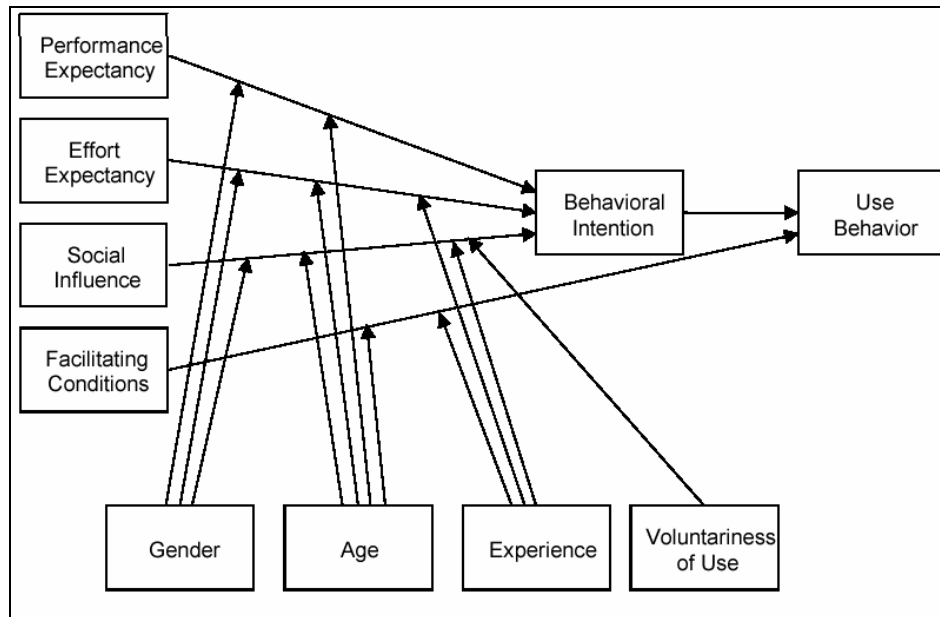 Performance
Expectancy
Effort
Expectancy
Social
Influence
Facilitating
Conditions
Behavioral
Intention
Use
Behavior
Gender
Age
Experience
Voluntariness
of Use